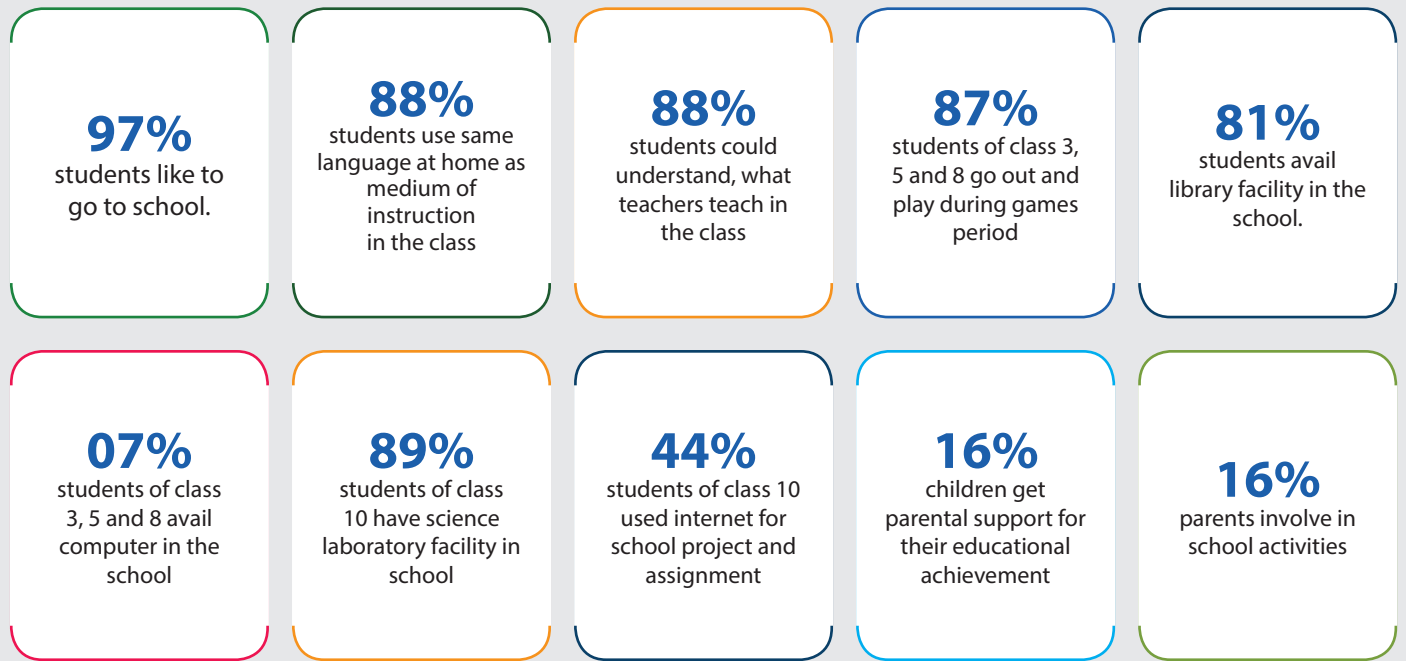 97%
students like to
go to school.
88%
students use same
language at home as
medium of
instruction
in the class
88%
students could
understand, what
teachers teach in
the class
87%
students of class 3,
5 and 8 go out and
play during games
period
81%
students avail
library facility in the
school.
07%
students of class
3, 5 and 8 avail
computer in the
school
89%
students of class
10 have science
laboratory facility in
school
44%
students of class 10
used internet for
school project and
assignment
16%
children get
parental support for
their educational
achievement
16%
parents involve in
school activities